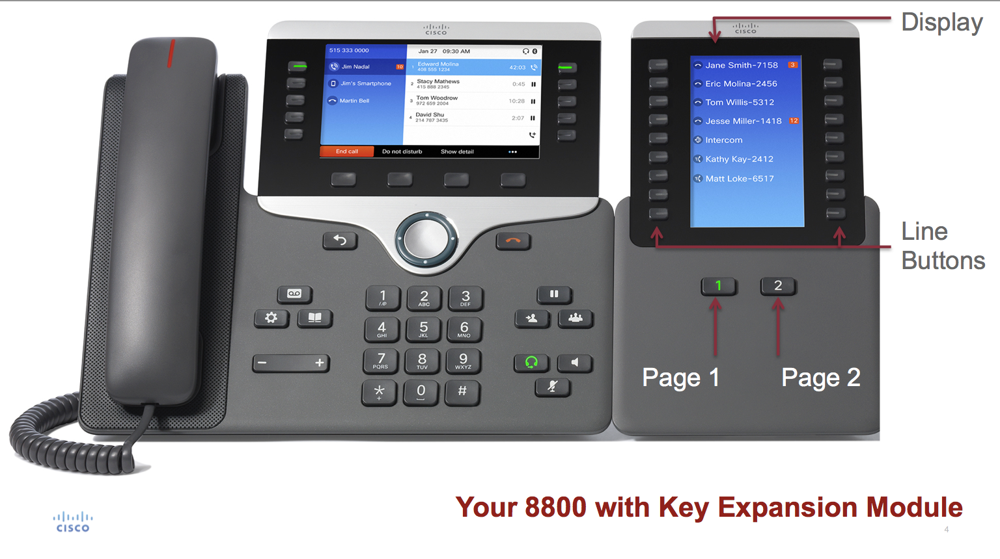 CISCO
CISCO
Display
515 333 0000
Jan 27 09:30 AM
Jim Nadal 10
1 Edward Molina 42:03
408 555 1234
Jim's Smartphone
2 Stacy Mathews 0:45
415 888 2345
Martin Bell
3 Tom Woodrow 10:28
972 659 2004
4 David Shu 2:07
214 787 3435
End call Do not disturb Show detail
Jane Smith-7158 3
Eric Molina-2456
Tom Willis-5312
Jesse Miller-1418 12
Intercom
Kathy Kay-2412
Matt Loke-6517
Line
Buttons
1 2
Page 1 Page 2
1 2 3
/.@ ABC DEF
4 5 6
GHI JKL MNO
− +
7 8 9
PQRS TUV WXYZ
* 0 #
+
Your 8800 with Key Expansion Module
CISCO
4